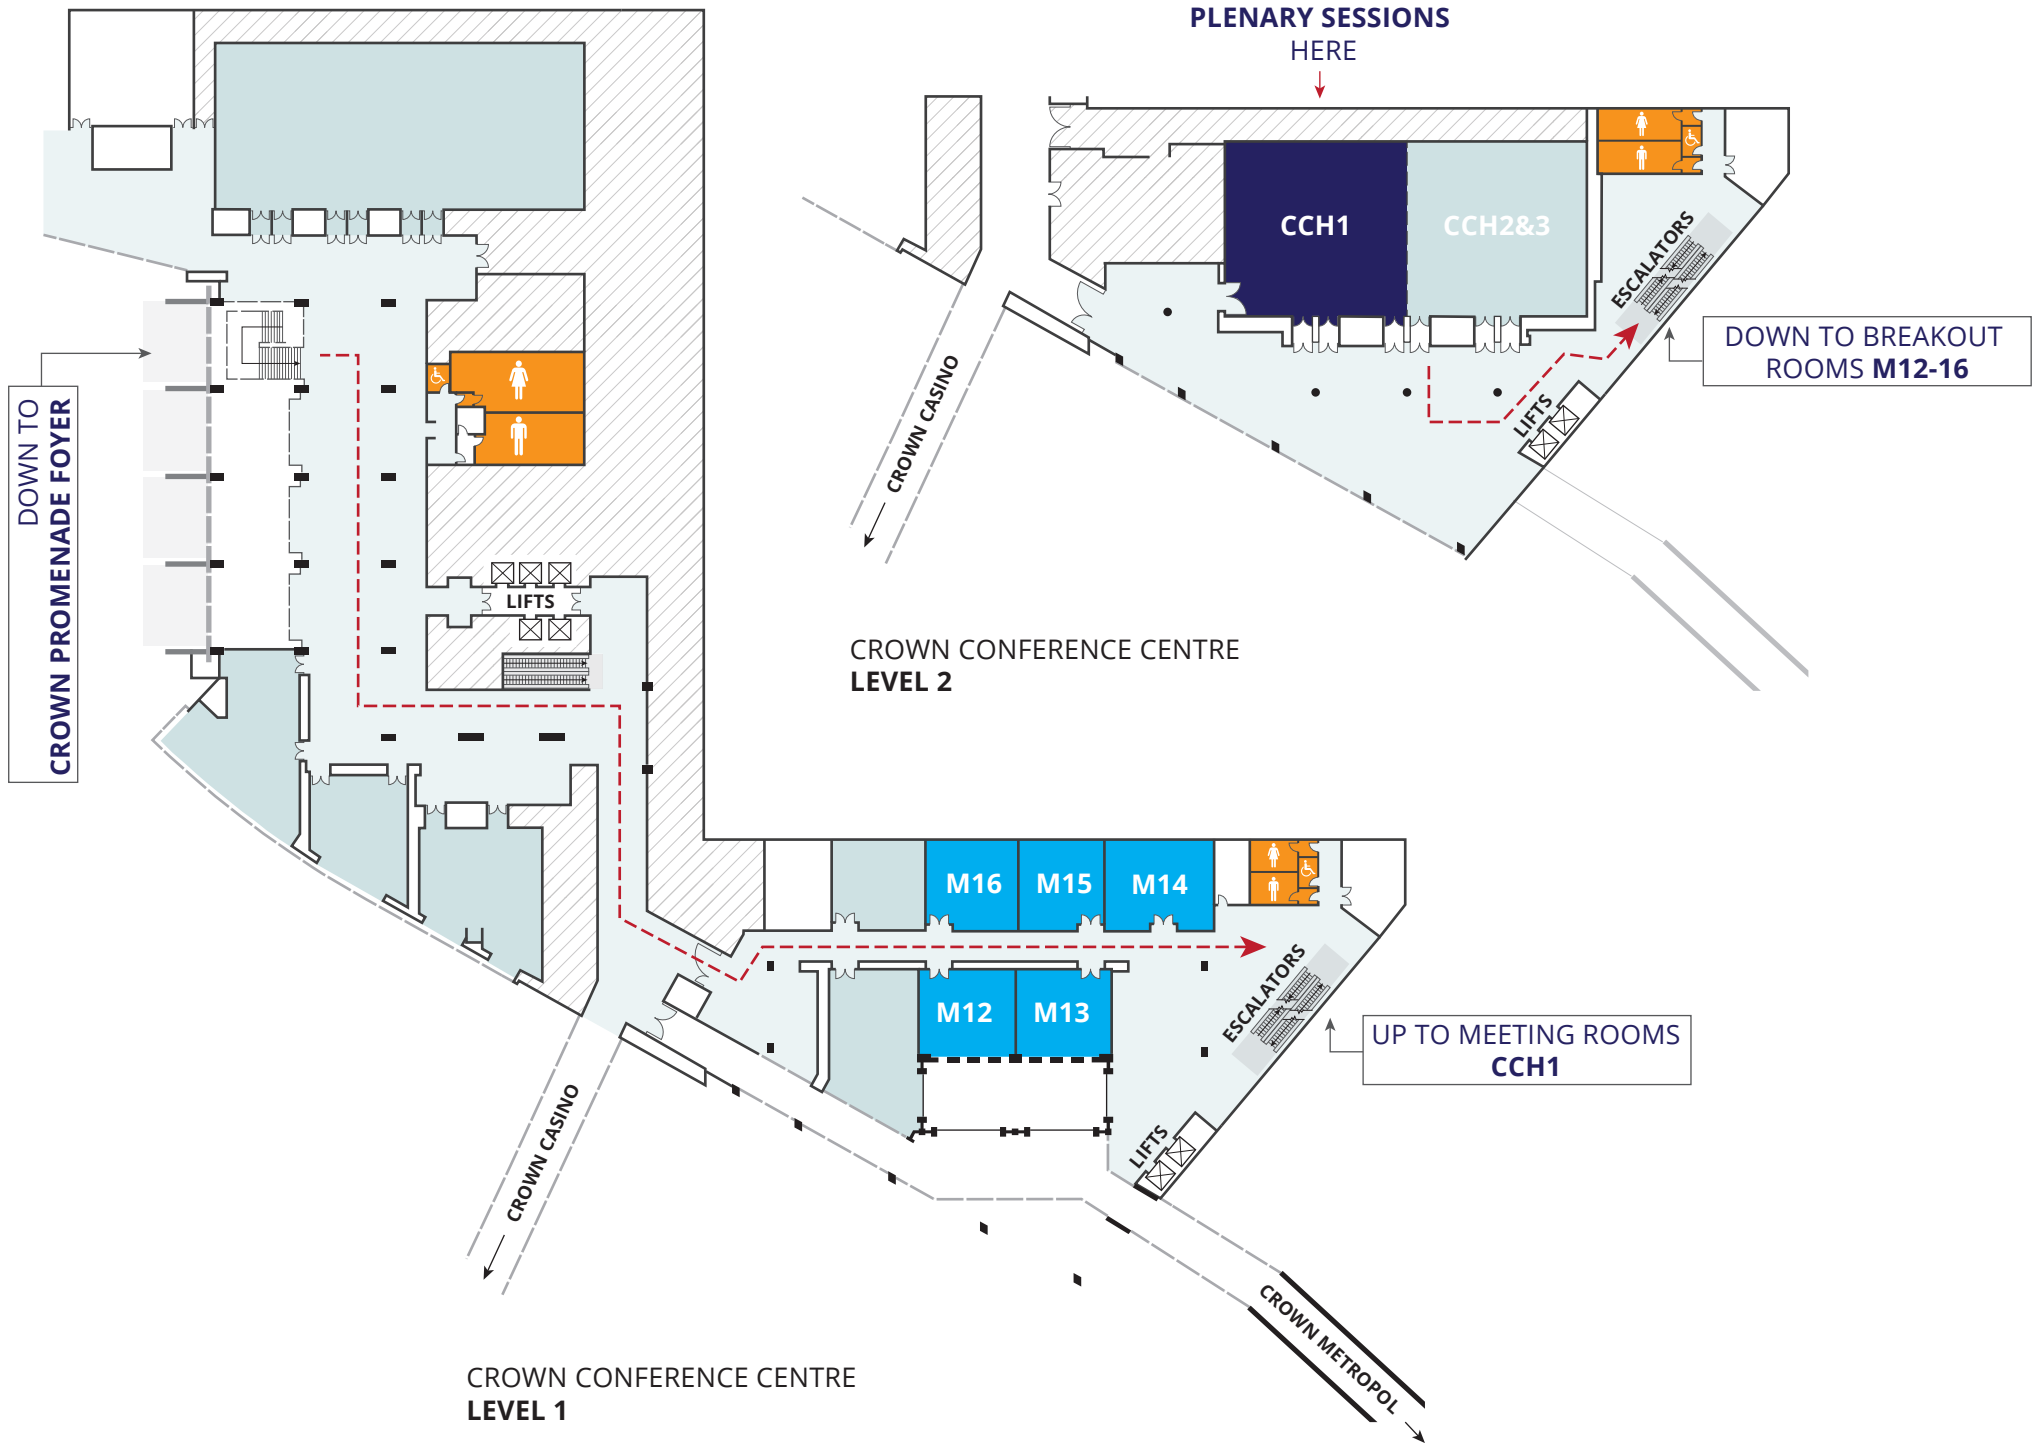 PLENARY SESSIONS
HERE
CCH1
CCH2&3
ESCALATORS
DOWN TO BREAKOUT
ROOMS M12-16
LIFTS
CROWN CASINO
CROWN CONFERENCE CENTRE
LEVEL 2
DOWN TO
CROWN PROMENADE FOYER
LIFTS
M16
M15
M14
M12
M13
ESCALATORS
UP TO MEETING ROOMS
CCH1
LIFTS
CROWN CASINO
CROWN METROPOL
CROWN CONFERENCE CENTRE
LEVEL 1